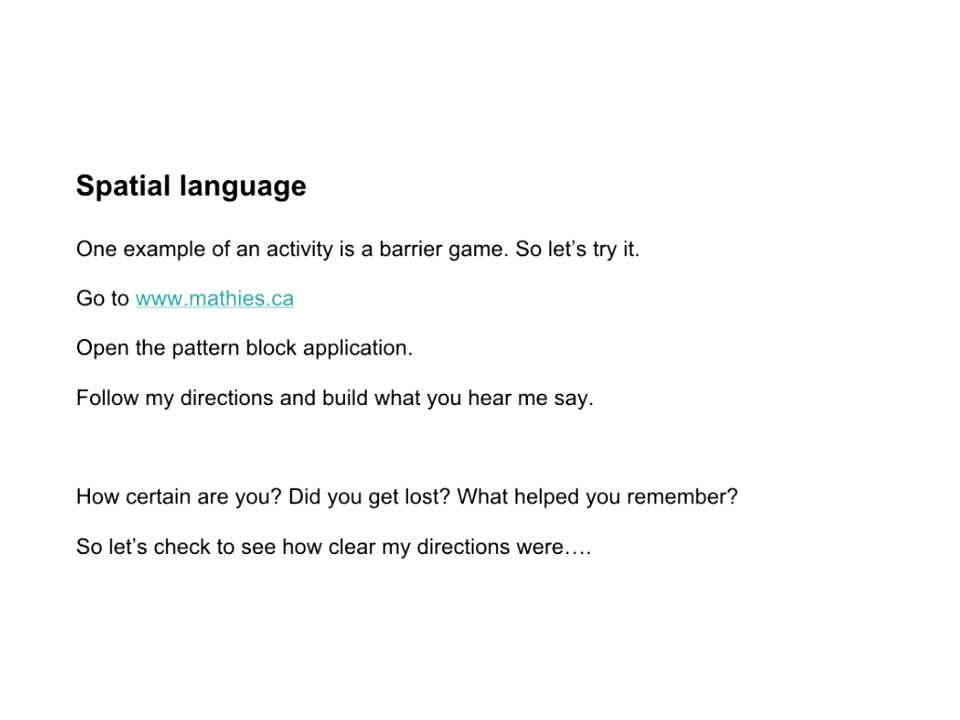 Spatial language
One example of an activity is a barrier game. So let’s try it.
Go to www.mathies.ca
Open the pattern block application.
Follow my directions and build what you hear me say.
How certain are you? Did you get lost? What helped you remember?
So let’s check to see how clear my directions were….